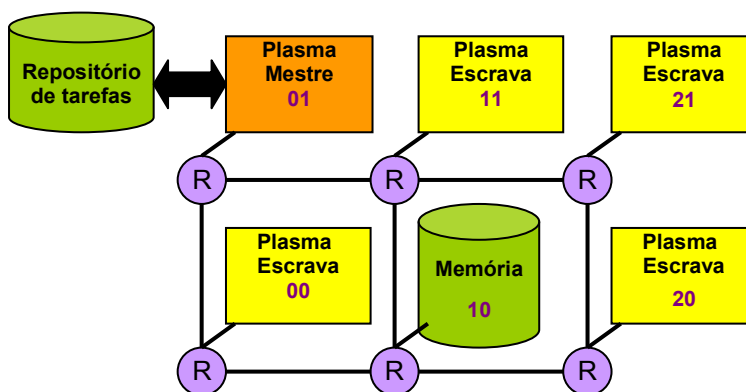 Repositório
de tarefas
Plasma
Mestre
01
Plasma
Escrava
11
Plasma
Escrava
21
R
R
R
Plasma
Escrava
00
Memória
10
Plasma
Escrava
20
R
R
R